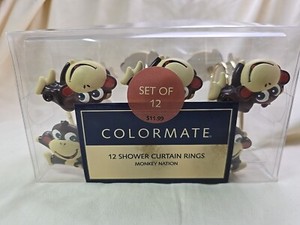 SET OF
12
$11.99
COLORMATE®
12 SHOWER CURTAIN RINGS
MONKEY NATION